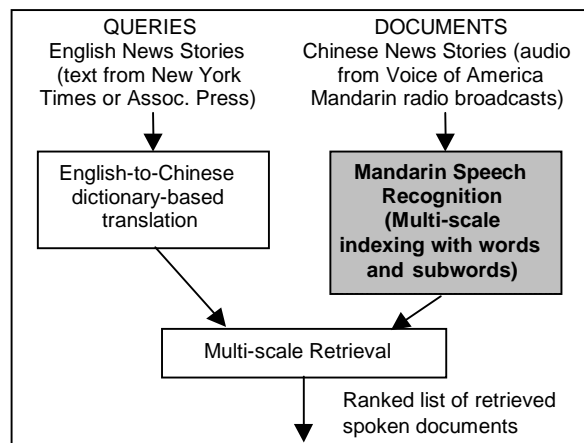 QUERIES
English News Stories
(text from New York
Times or Assoc. Press)
DOCUMENTS
Chinese News Stories (audio
from Voice of America
Mandarin radio broadcasts)
English-to-Chinese
dictionary-based
translation
Mandarin Speech
Recognition
(Multi-scale
indexing with words
and subwords)
Multi-scale Retrieval
Ranked list of retrieved
spoken documents